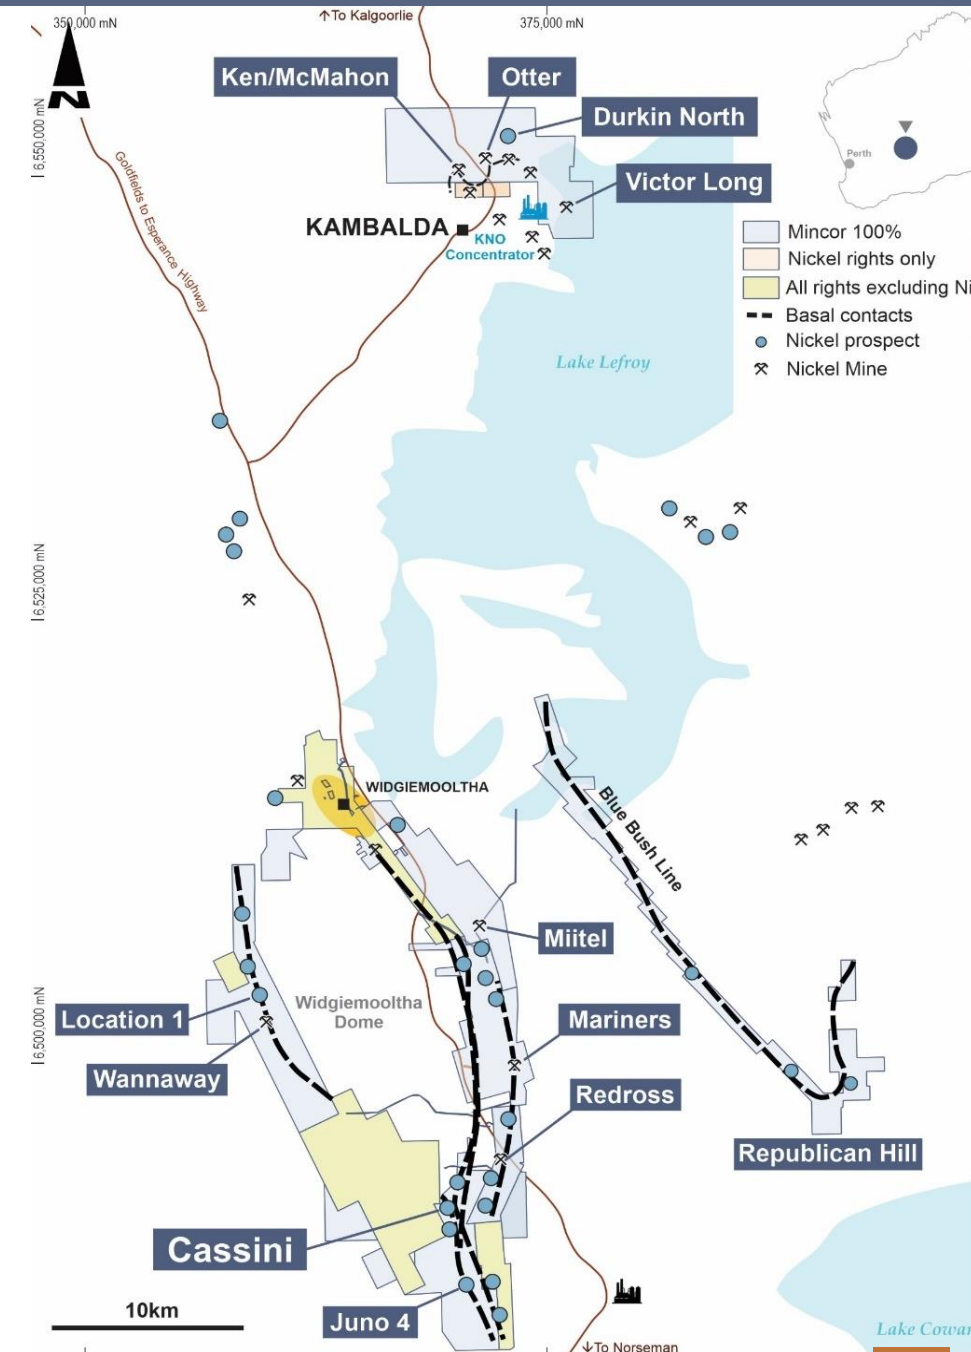 350,000 mN
↑To Kalgoorlie
375,000 mN
N
Ken/McMahon
Otter
Durkin North
Victor Long
Perth
6,550,000 mN
Goldfields to Esperance Highway
KAMBALDA
KNO
Concentrator
Mincor 100%
Nickel rights only
All rights excluding Ni
Basal contacts
Nickel prospect
Nickel Mine
Lake Lefroy
6,525,000 mN
WIDGIEMOOLTHA
Blue Bush Line
Miitel
6,500,000 mN
Location 1
Widgiemooltha
Dome
Mariners
Wannaway
Redross
Republican Hill
Cassini
10km
Juno 4
Lake Cowan
↓To Norseman